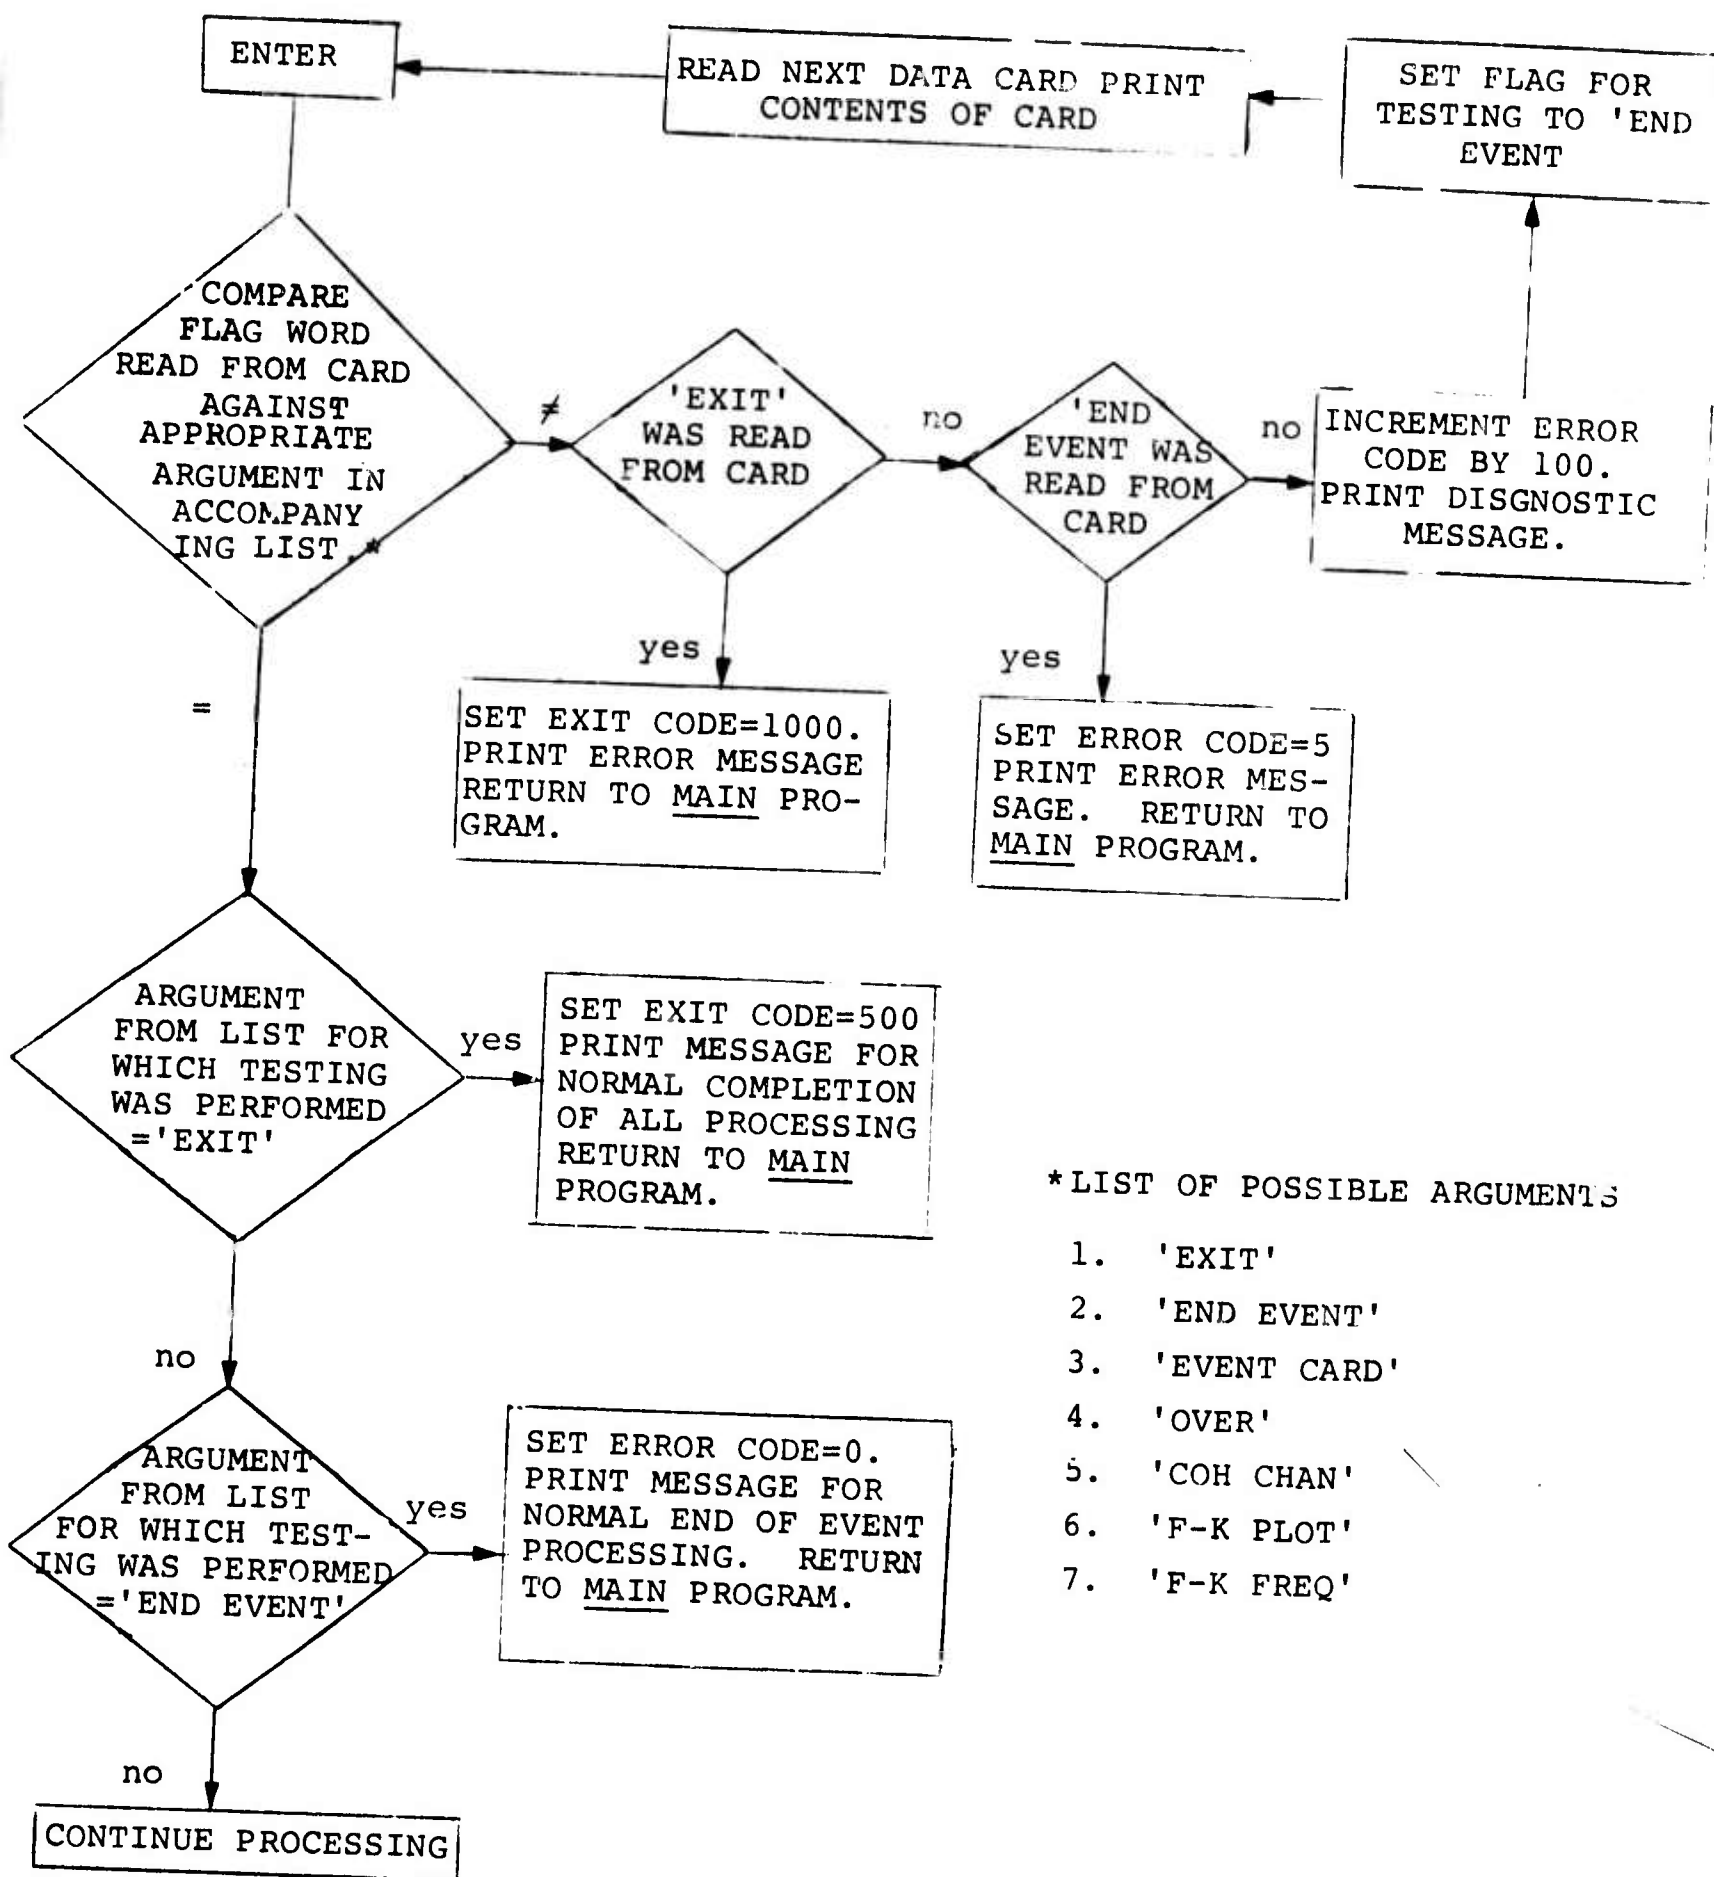 ENTER
READ NEXT DATA CARD PRINT
CONTENTS OF CARD
SET FLAG FOR
TESTING TO 'END
EVENT
COMPARE
FLAG WORD
READ FROM CARD
AGAINST
APPROPRIATE
ARGUMENT IN
ACCOMPANY
ING LIST.*
≠
'EXIT'
WAS READ
FROM CARD
no
'END
EVENT WAS
READ FROM
CARD
no
INCREMENT ERROR
CODE BY 100.
PRINT DISGNOSTIC
MESSAGE.
yes
yes
=
SET EXIT CODE=1000.
PRINT ERROR MESSAGE
RETURN TO MAIN PRO-
GRAM.
SET ERROR CODE=5
PRINT ERROR MES-
SAGE. RETURN TO
MAIN PROGRAM.
ARGUMENT
FROM LIST FOR
WHICH TESTING
WAS PERFORMED
='EXIT'
yes
SET EXIT CODE=500
PRINT MESSAGE FOR
NORMAL COMPLETION
OF ALL PROCESSING
RETURN TO MAIN
PROGRAM.
*LIST OF POSSIBLE ARGUMENTS
1. 'EXIT'
2. 'END EVENT'
3. 'EVENT CARD'
4. 'OVER'
5. 'COH CHAN'
6. 'F-K PLOT'
7. 'F-K FREQ'
no
ARGUMENT
FROM LIST
FOR WHICH TEST-
ING WAS PERFORMED
='END EVENT'
yes
SET ERROR CODE=0.
PRINT MESSAGE FOR
NORMAL END OF EVENT
PROCESSING. RETURN
TO MAIN PROGRAM.
no
CONTINUE PROCESSING